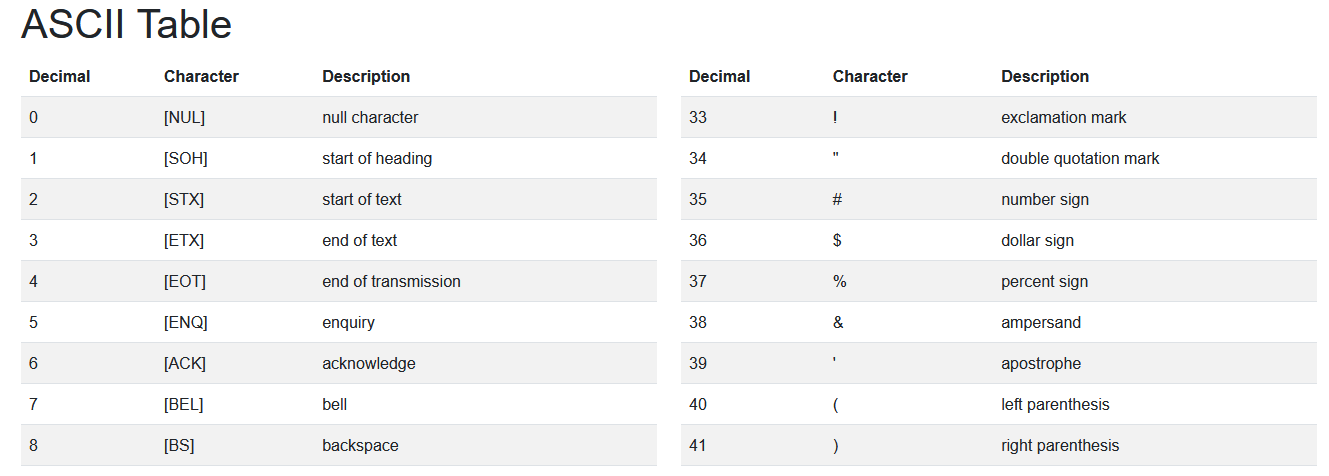 ASCII Table
Decimal Character Description Decimal Character Description
0 [NUL] null character 33 ! exclamation mark
1 [SOH] start of heading 34 " double quotation mark
2 [STX] start of text 35 # number sign
3 [ETX] end of text 36 $ dollar sign
4 [EOT] end of transmission 37 % percent sign
5 [ENQ] enquiry 38 & ampersand
6 [ACK] acknowledge 39 ' apostrophe
7 [BEL] bell 40 ( left parenthesis
8 [BS] backspace 41 ) right parenthesis